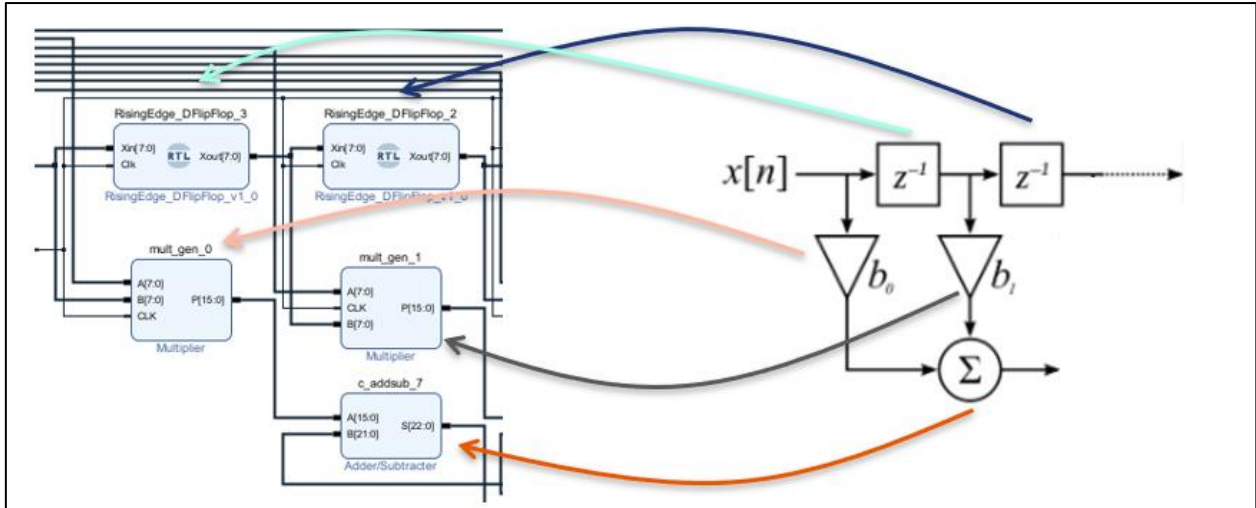 RisingEdge_DFlipFlop_3
Xin[7:0]
Clk
RTL
Xout[7:0]
RisingEdge_DFlipFlop_v1_0
RisingEdge_DFlipFlop_2
Xin[7:0]
Clk
RTL
Xout[7:0]
RisingEdge_DFlipFlop_v1_0
mult_gen_0
A[7:0]
B[7:0]
CLK
P[15:0]
Multiplier
mult_gen_1
A[7:0]
CLK
B[7:0]
P[15:0]
Multiplier
c_addsub_7
A[15:0]
B[21:0]
S[22:0]
Adder/Subtracter
x[n]
z⁻¹
z⁻¹
b₀
b₁
Σ